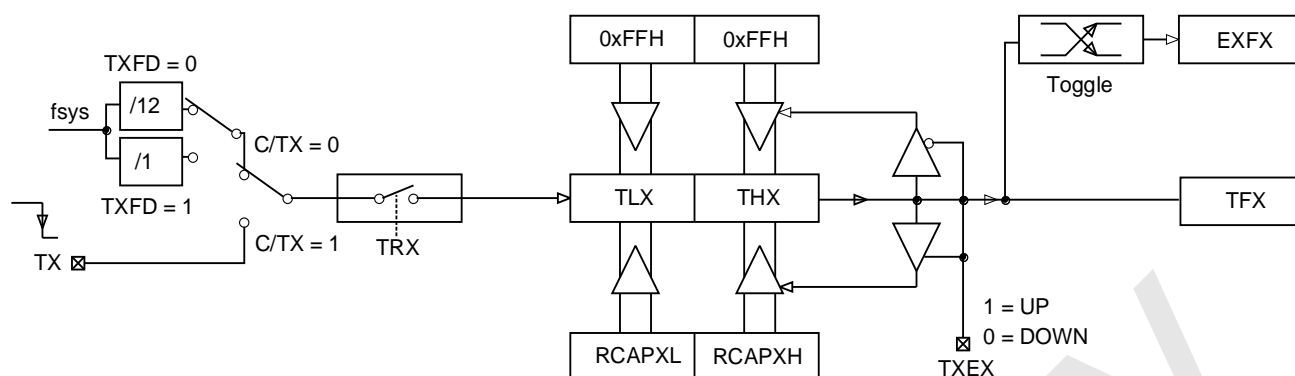 0xFFH 0xFFH
EXFX
Toggle
TXFD = 0
fsys
/12
C/TX = 0
/1
TXFD = 1
TLX THX
TFX
C/TX = 1
TX
TRX
1 = UP
0 = DOWN
RCAPXL RCAPXH
TXEX